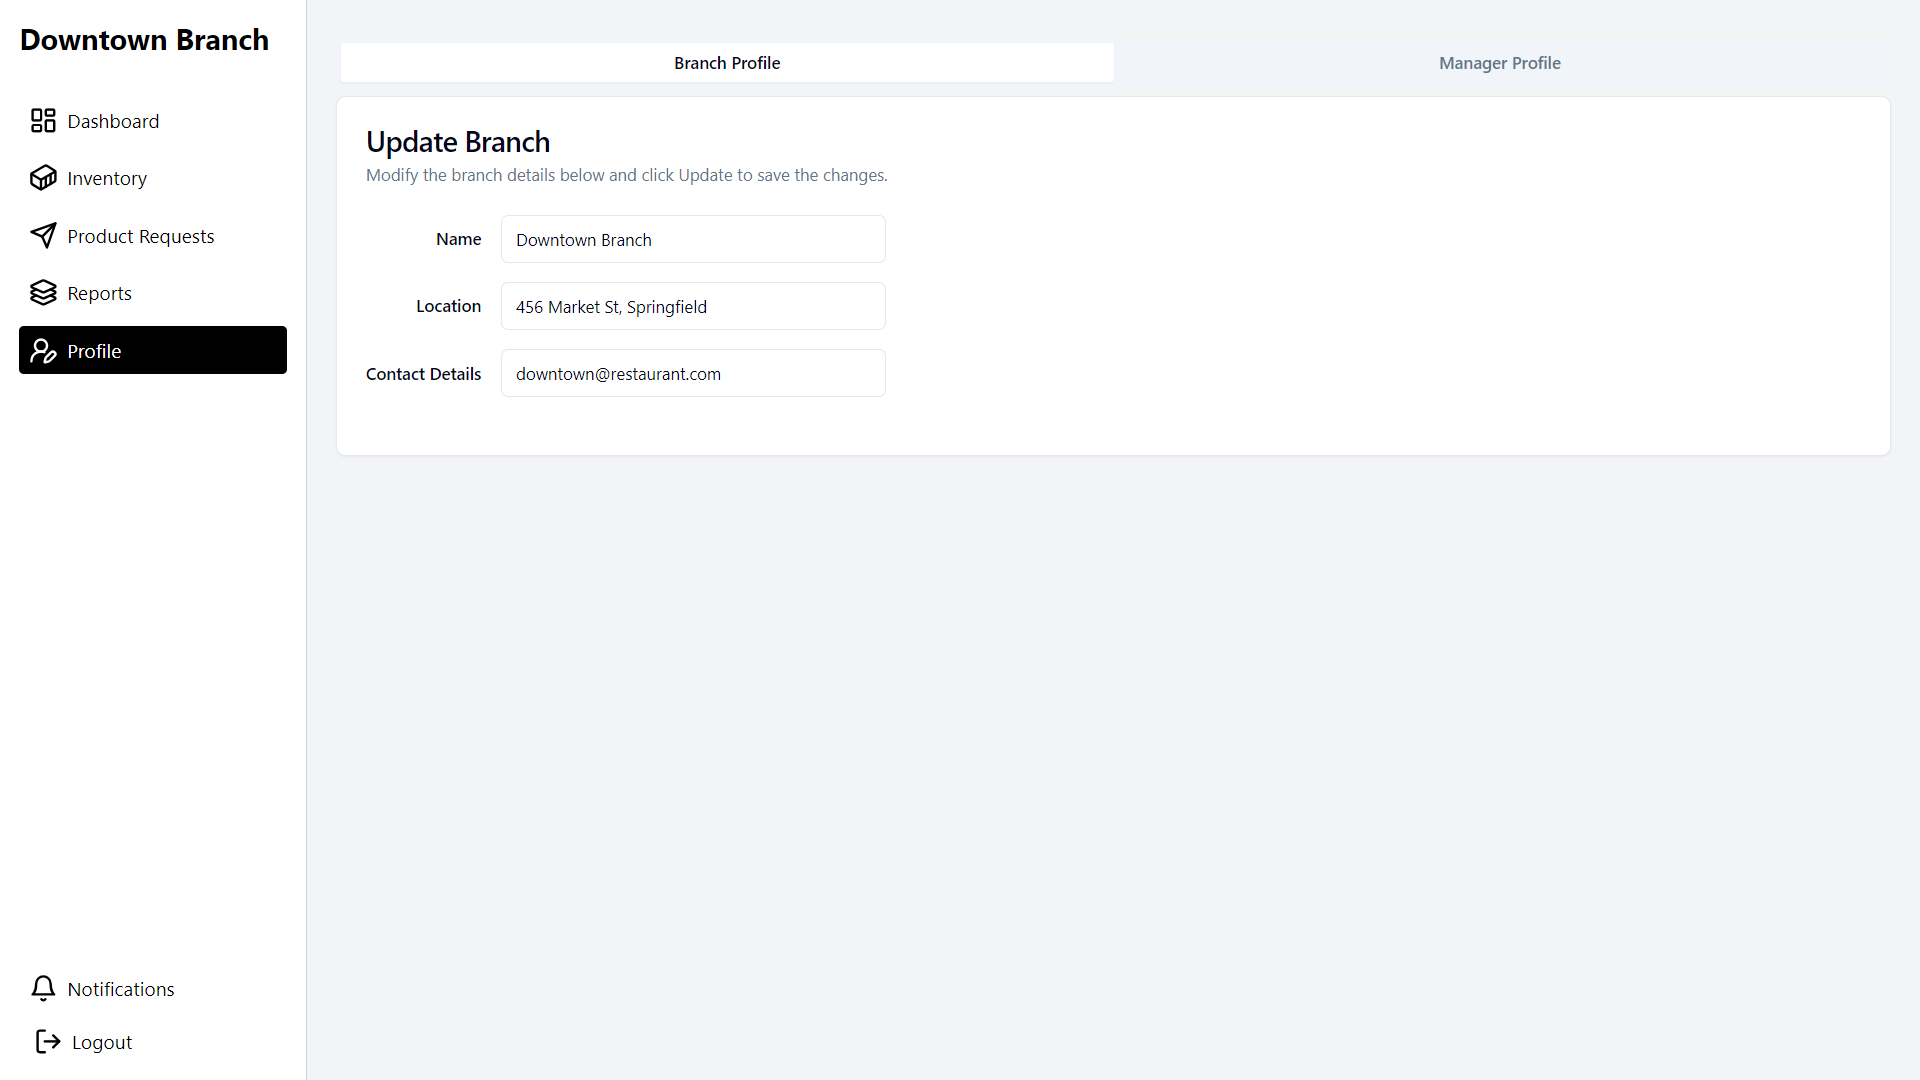 Downtown Branch
Dashboard
Inventory
Product Requests
Reports
Profile
Notifications
Logout
Branch Profile
Manager Profile
Update Branch
Modify the branch details below and click Update to save the changes.
Name
Downtown Branch
Location
456 Market St, Springfield
Contact Details
downtown@restaurant.com